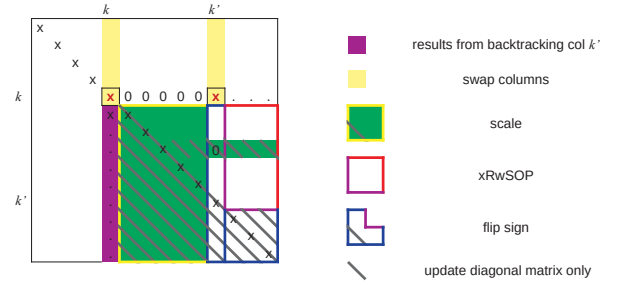 k k′
x
x
x
x
k x 0 0 0 0 0 x . . .
x x
x
x 0
x
x
k′ x
x
x
x
results from backtracking col k′
swap columns
scale
xRwSOP
flip sign
update diagonal matrix only